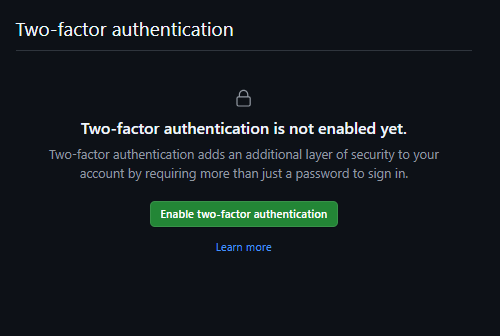 Two-factor authentication
Two-factor authentication is not enabled yet.
Two-factor authentication adds an additional layer of security to your
account by requiring more than just a password to sign in.
Enable two-factor authentication
Learn more